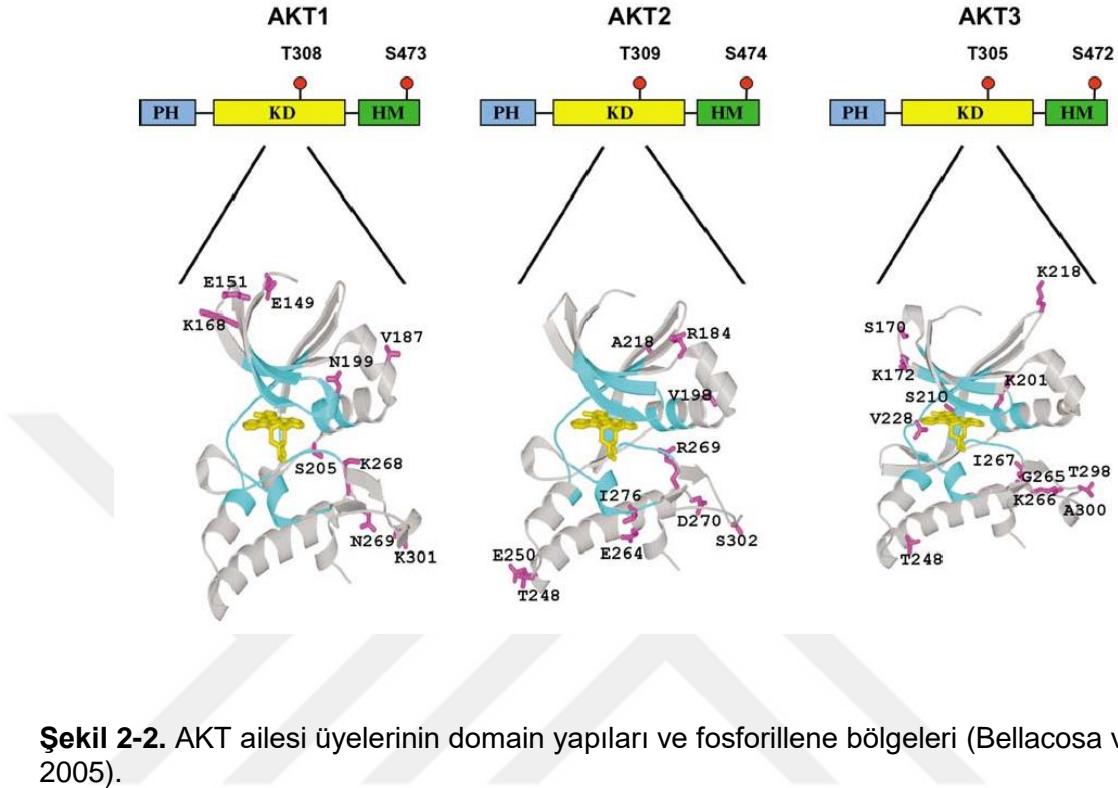 AKT1
AKT2
AKT3
T308
S473
T309
S474
T305
S472
PH
KD
HM
PH
KD
HM
PH
KD
HM
E151
E149
K168
V187
N199
S205
K268
N269
K301
A218
R184
V198
R269
I276
D270
E264
S302
E250
T248
K218
S170
K172
K201
S210
V228
I267
G265
T298
K266
A300
T248
Şekil 2-2. AKT ailesi üyelerinin domain yapıları ve fosforillene bölgeleri (Bellacosa v
2005).